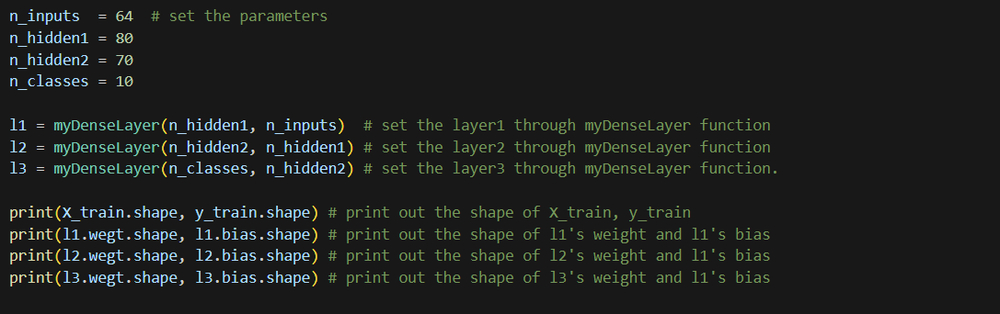 n_inputs  = 64  # set the parameters
n_hidden1 = 80
n_hidden2 = 70
n_classes = 10
l1 = myDenseLayer(n_hidden1, n_inputs)  # set the layer1 through myDenseLayer function
l2 = myDenseLayer(n_hidden2, n_hidden1) # set the layer2 through myDenseLayer function
l3 = myDenseLayer(n_classes, n_hidden2) # set the layer3 through myDenseLayer function.
print(X_train.shape, y_train.shape) # print out the shape of X_train, y_train
print(l1.wegt.shape, l1.bias.shape) # print out the shape of l1's weight and l1's bias
print(l2.wegt.shape, l2.bias.shape) # print out the shape of l2's weight and l1's bias
print(l3.wegt.shape, l3.bias.shape) # print out the shape of l3's weight and l1's bias